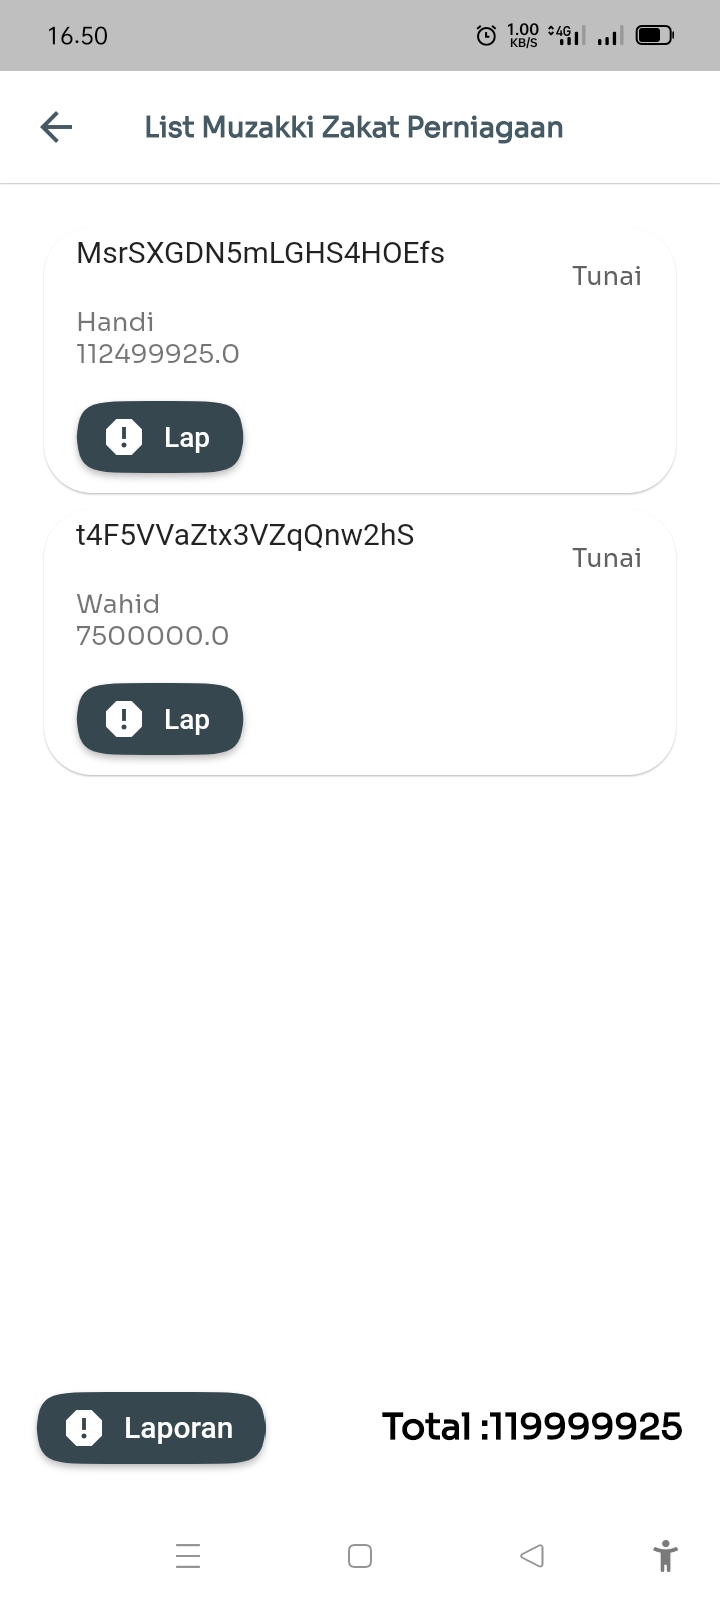 16.50
1.00
KB/S
4G
List Muzakki Zakat Perniagaan
MsrSXGDN5mLGHS4HOEfs
Tunai
Handi
112499925.0
Lap
t4F5VVaZtx3VZqQnw2hS
Tunai
Wahid
7500000.0
Lap
Laporan
Total :119999925